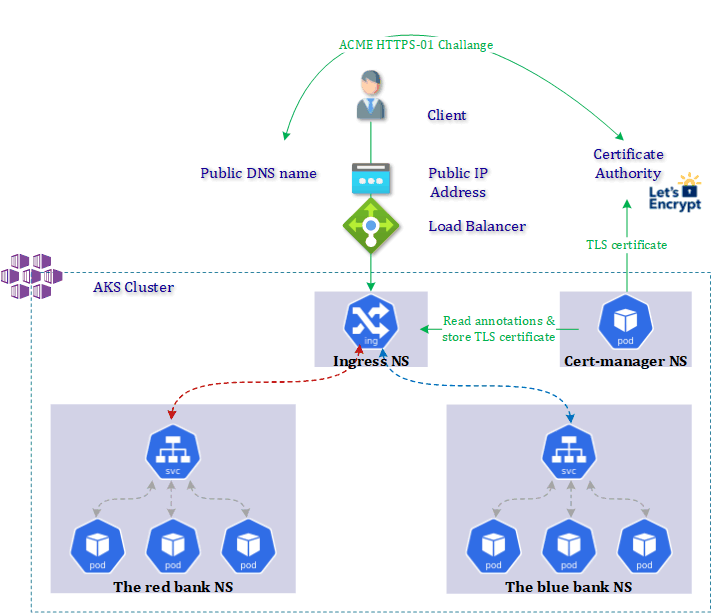 ACME HTTPS-01 Challange
Client
Public DNS name
Public IP
Address
Certificate
Authority
Let's
Encrypt
Load Balancer
TLS certificate
AKS Cluster
ing
Ingress NS
Read annotations &
store TLS certificate
pod
Cert-manager NS
svc
pod
pod
pod
The red bank NS
svc
pod
pod
pod
The blue bank NS